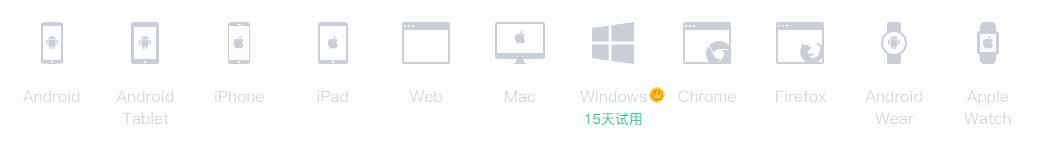 Android
Android
Tablet
iPhone
iPad
Web
Mac
Windows
15天试用
Chrome
Firefox
Android
Wear
Apple
Watch